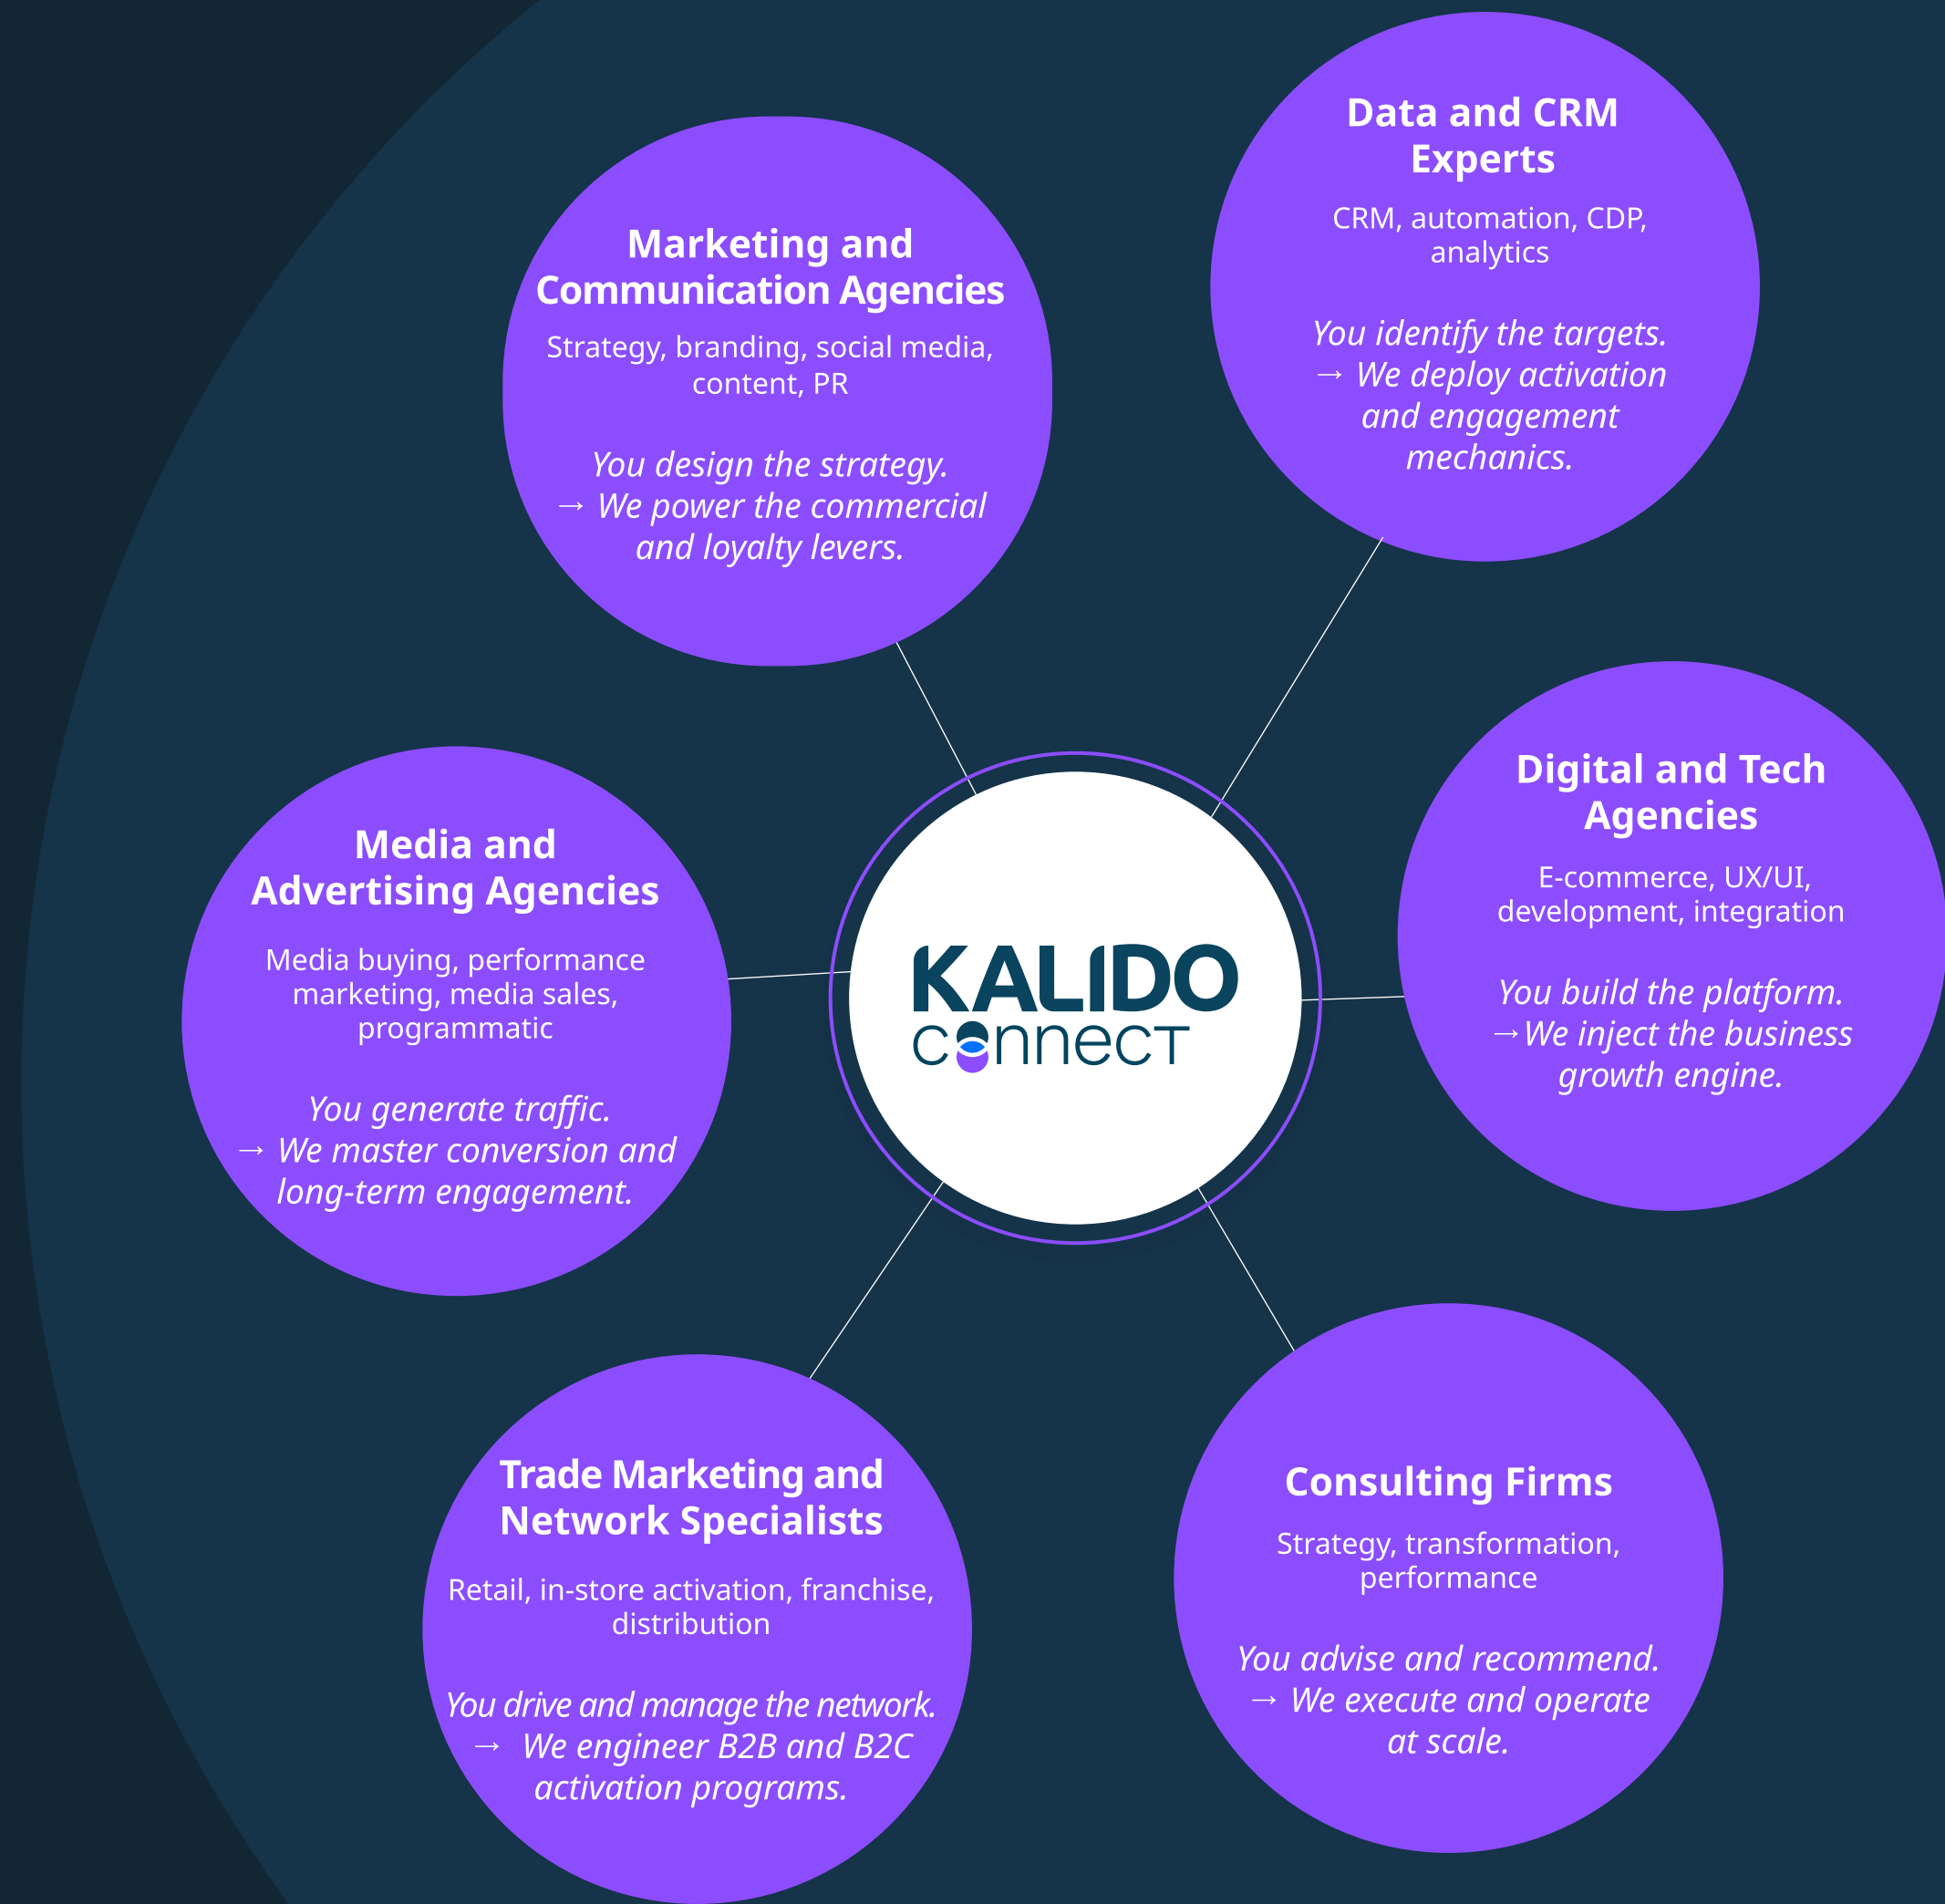 Data and CRM
Experts
CRM, automation, CDP,
analytics
You identify the targets.
→ We deploy activation
and engagement
mechanics.
Marketing and
Communication Agencies
Strategy, branding, social media,
content, PR
You design the strategy.
→ We power the commercial
and loyalty levers.
Digital and Tech
Agencies
E-commerce, UX/UI,
development, integration
You build the platform.
→We inject the business
growth engine.
Media and
Advertising Agencies
Media buying, performance
marketing, media sales,
programmatic
You generate traffic.
→ We master conversion and
long-term engagement.
KALIDO
connect
Trade Marketing and
Network Specialists
Retail, in-store activation, franchise,
distribution
You drive and manage the network.
→ We engineer B2B and B2C
activation programs.
Consulting Firms
Strategy, transformation,
performance
You advise and recommend.
→ We execute and operate
at scale.